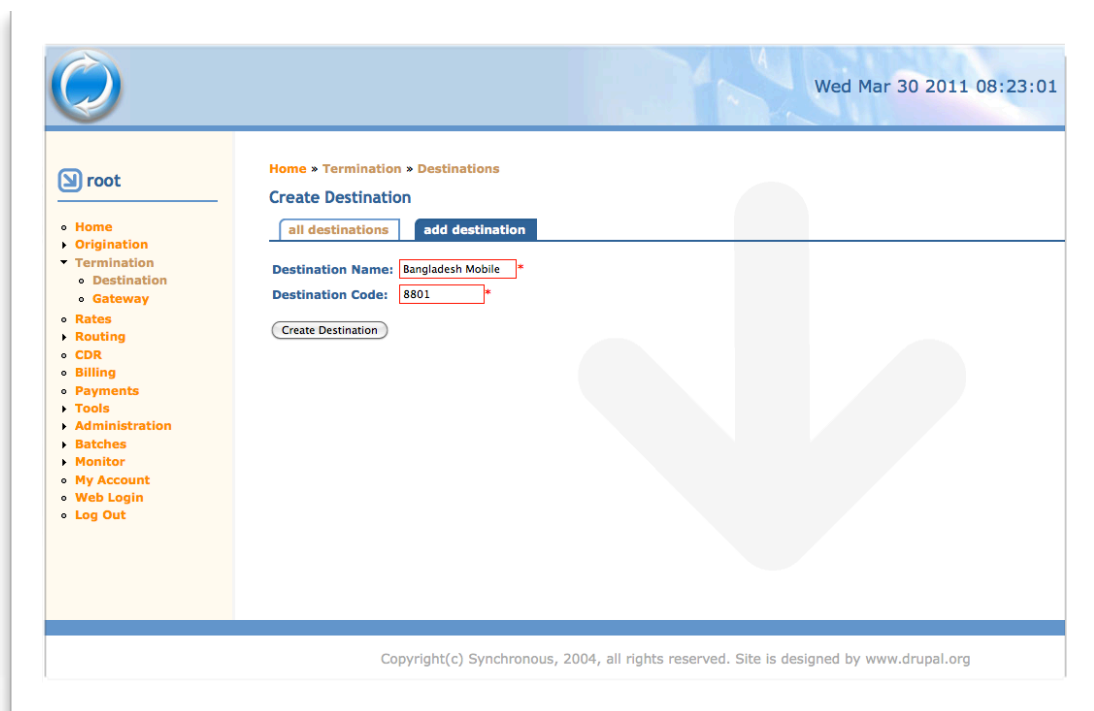 Wed Mar 30 2011 08:23:01
root
Home
Origination
Termination
Destination
Gateway
Rates
Routing
CDR
Billing
Payments
Tools
Administration
Batches
Monitor
My Account
Web Login
Log Out
Home » Termination » Destinations
Create Destination
all destinations add destination
Destination Name: Bangladesh Mobile *
Destination Code: 8801 *
Create Destination
Copyright(c) Synchronous, 2004, all rights reserved. Site is designed by www.drupal.org